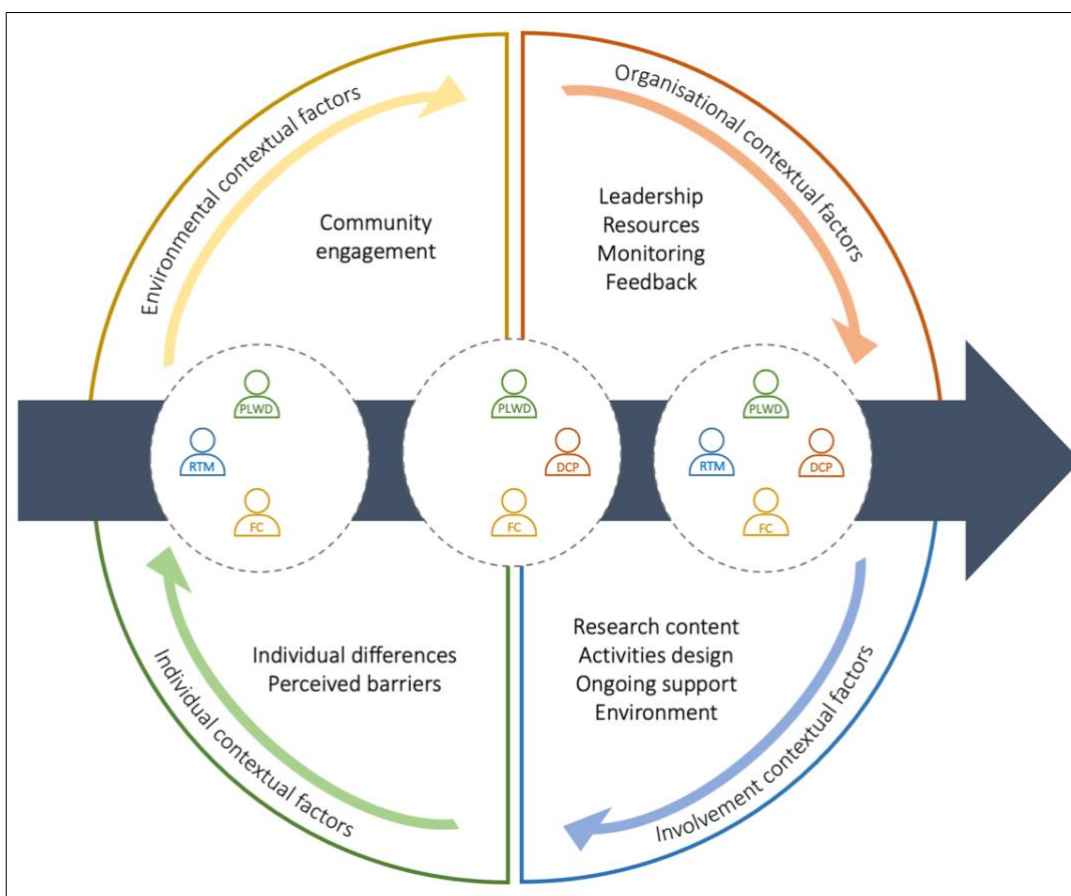 Environmental contextual factors
Community
engagement
Organisational contextual factors
Leadership
Resources
Monitoring
Feedback
PLWD
RTM
FC
PLWD
DCP
FC
PLWD
RTM
DCP
FC
Individual differences
Perceived barriers
Individual contextual factors
Research content
Activities design
Ongoing support
Environment
Involvement contextual factors